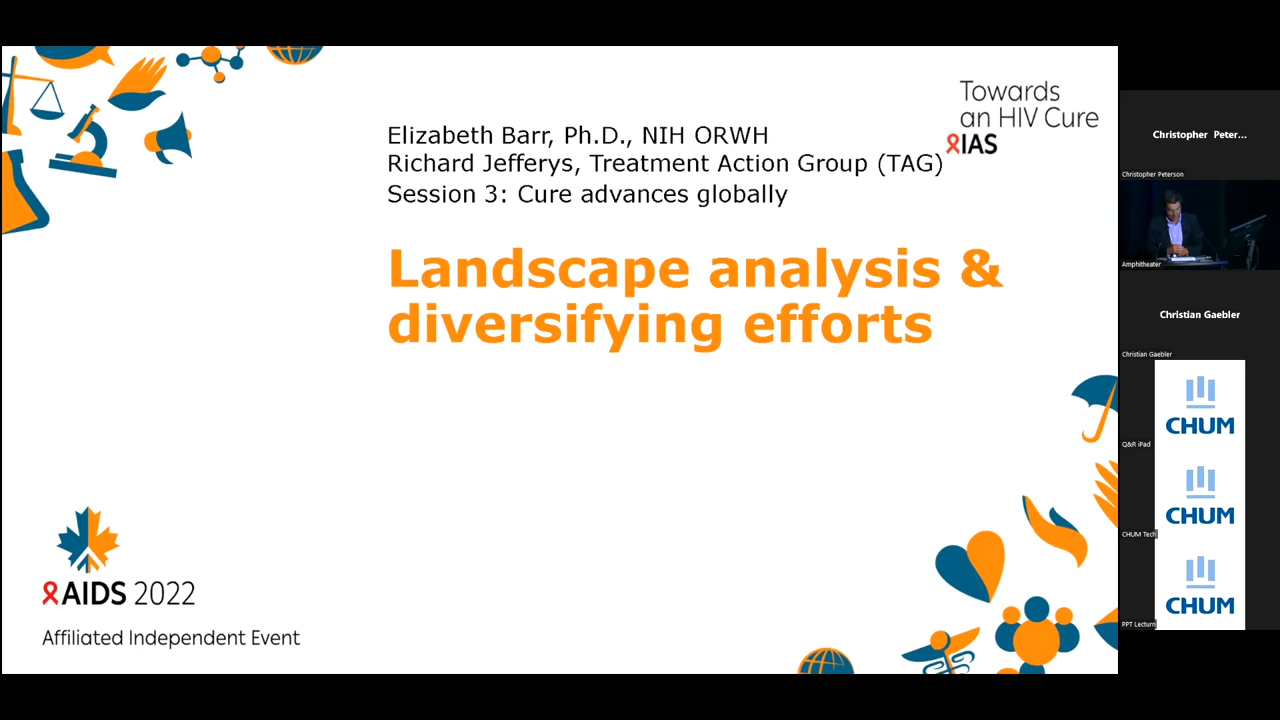 Elizabeth Barr, Ph.D., NIH ORWH
Richard Jefferys, Treatment Action Group (TAG)
Session 3: Cure advances globally
Towards
an HIV Cure
IAS
Landscape analysis &
diversifying efforts
AIDS 2022
Affiliated Independent Event
Christopher Peter...
Christopher Peterson
Amphitheater
Christian Gaebler
Christian Gaebler
CHUM
Q&R iPad
CHUM
CHUM Tech
CHUM
PPT Lecturn